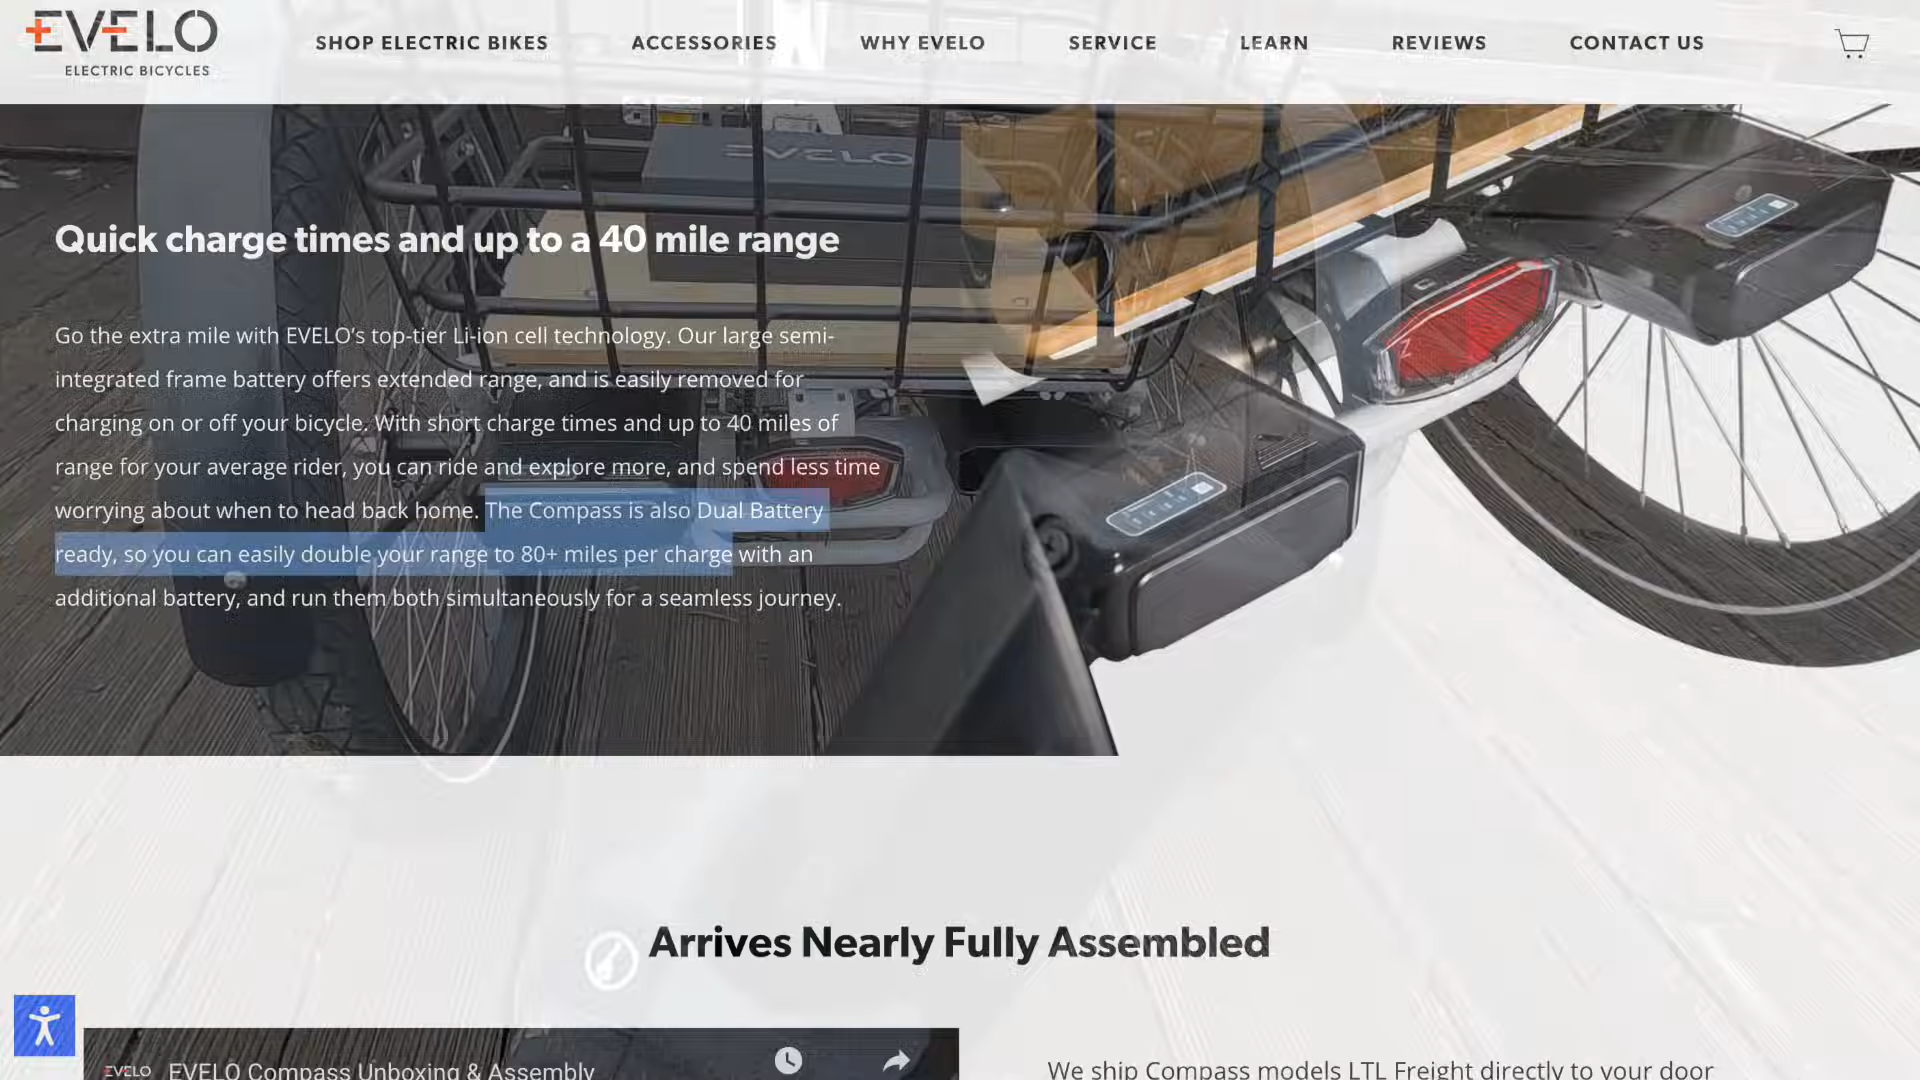 EVELO
ELECTRIC BICYCLES
SHOP ELECTRIC BIKES
ACCESSORIES
WHY EVELO
SERVICE
LEARN
REVIEWS
CONTACT US
EVELO
Quick charge times and up to a 40 mile range
Go the extra mile with EVELO’s top-tier Li-ion cell technology. Our large semi-
integrated frame battery offers extended range, and is easily removed for
charging on or off your bicycle. With short charge times and up to 40 miles of
range for your average rider, you can ride and explore more, and spend less time
worrying about when to head back home. The Compass is also Dual Battery
ready, so you can easily double your range to 80+ miles per charge with an
additional battery, and run them both simultaneously for a seamless journey.
Arrives Nearly Fully Assembled
EVELO
EVELO Compass Unboxing & Assembly
We ship Compass models LTL Freight directly to your door